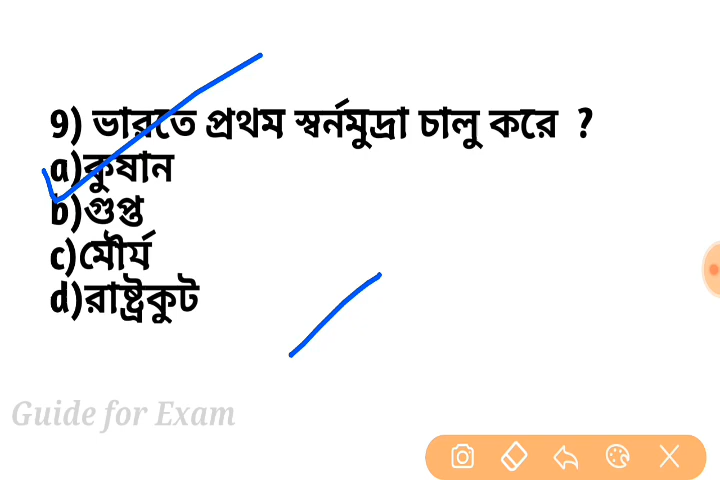 9) ভারতে প্রথম স্বর্নমুদ্রা চালু করে ?
a)কুষান
b)গুপ্ত
c)মৌর্য
d)রাষ্ট্রকুট
Guide for Exam